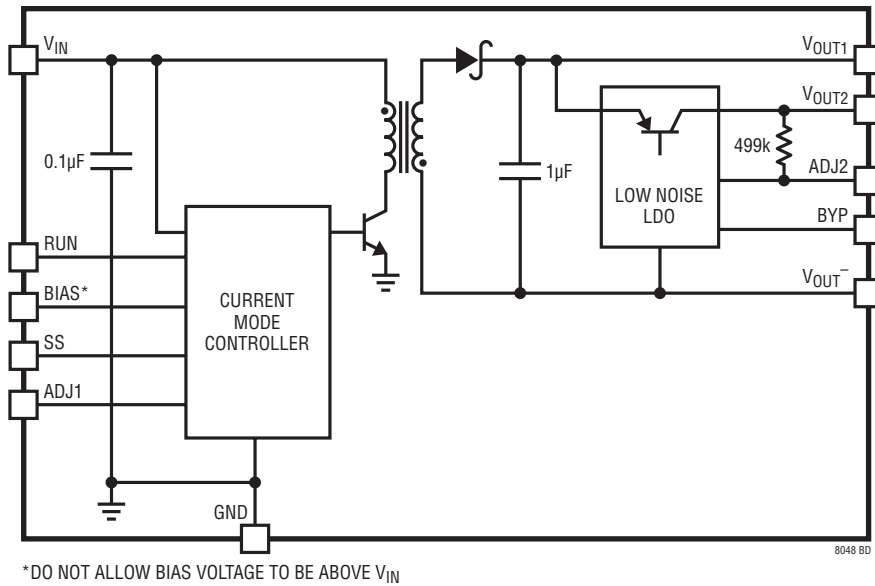 VIN
VOUT1
VOUT2
499k
0.1µF
1µF
ADJ2
LOW NOISE
LDO
BYP
RUN
BIAS*
CURRENT
MODE
CONTROLLER
VOUT–
SS
ADJ1
GND
8048 BD
*DO NOT ALLOW BIAS VOLTAGE TO BE ABOVE VIN